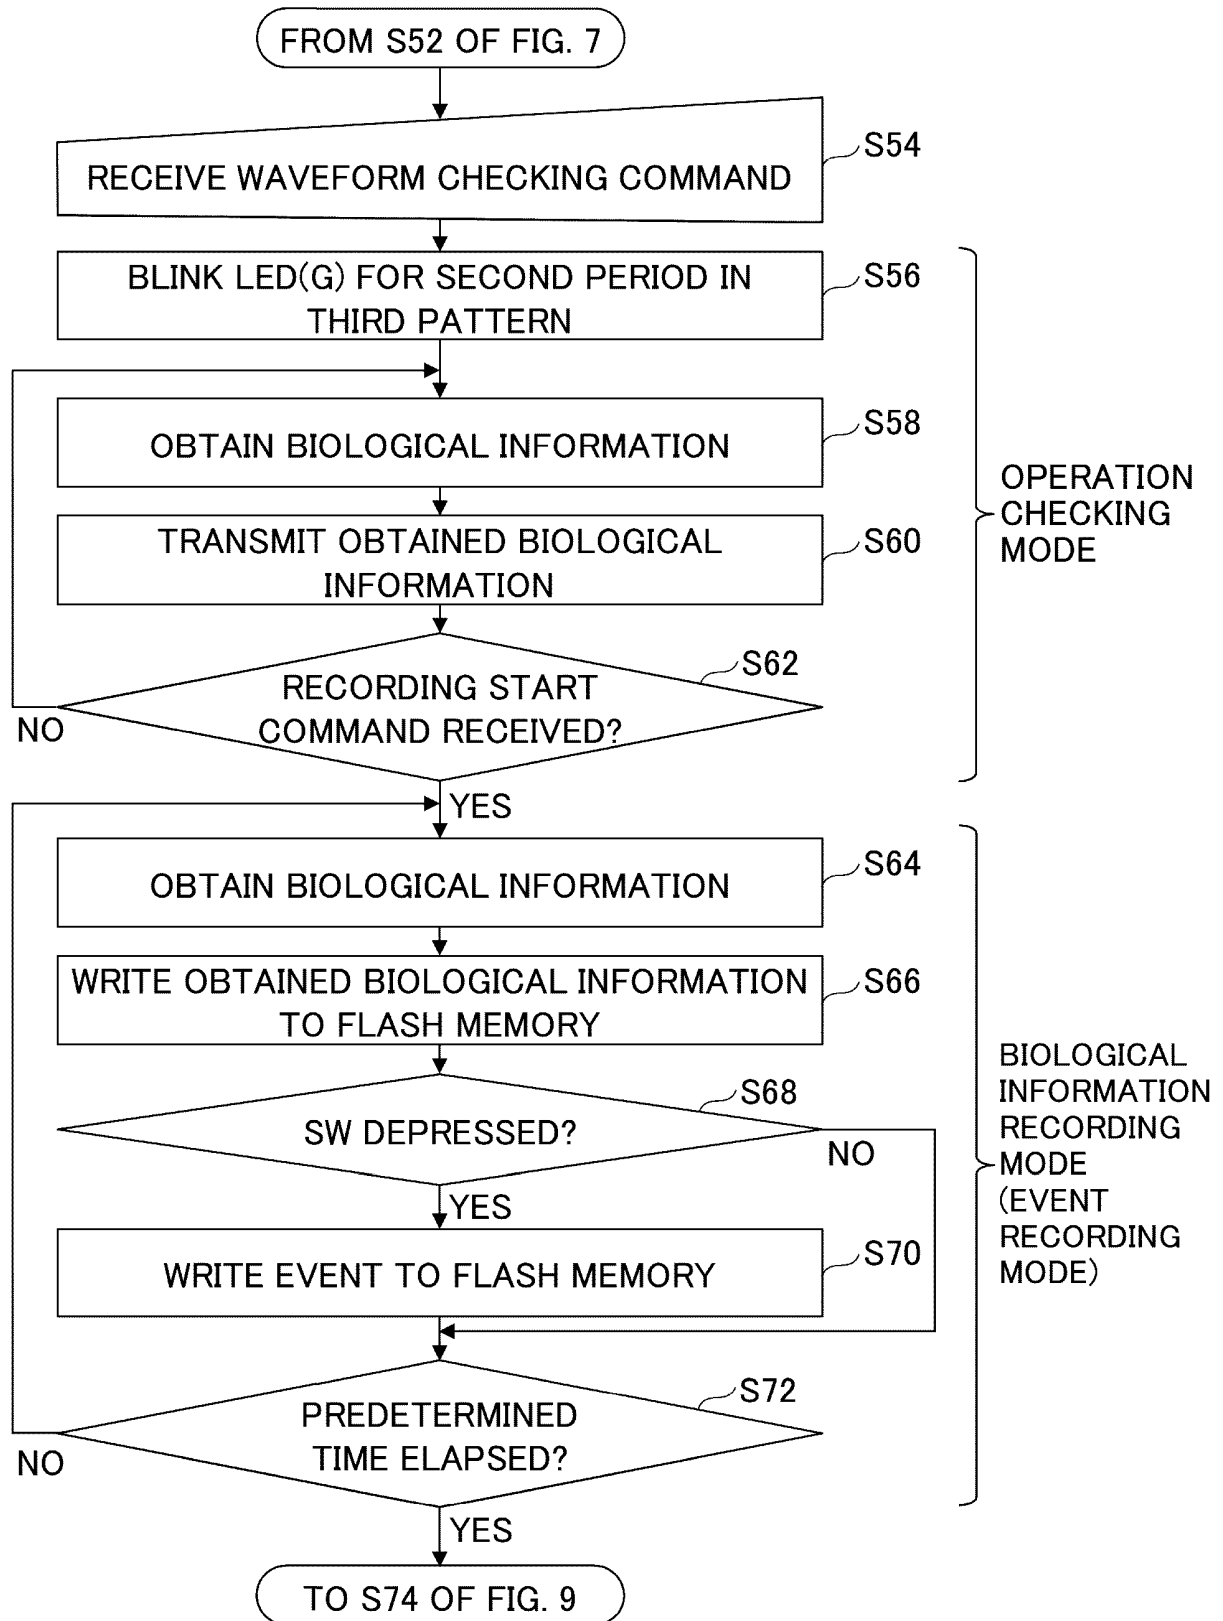 FROM S52 OF FIG. 7
RECEIVE WAVEFORM CHECKING COMMAND
S54
BLINK LED(G) FOR SECOND PERIOD IN
THIRD PATTERN
S56
OBTAIN BIOLOGICAL INFORMATION
S58
TRANSMIT OBTAINED BIOLOGICAL
INFORMATION
S60
RECORDING START
COMMAND RECEIVED?
S62
NO
YES
OPERATION
CHECKING
MODE
OBTAIN BIOLOGICAL INFORMATION
S64
WRITE OBTAINED BIOLOGICAL INFORMATION
TO FLASH MEMORY
S66
SW DEPRESSED?
S68
NO
YES
WRITE EVENT TO FLASH MEMORY
S70
PREDETERMINED
TIME ELAPSED?
S72
NO
YES
BIOLOGICAL
INFORMATION
RECORDING
MODE
(EVENT
RECORDING
MODE)
TO S74 OF FIG. 9